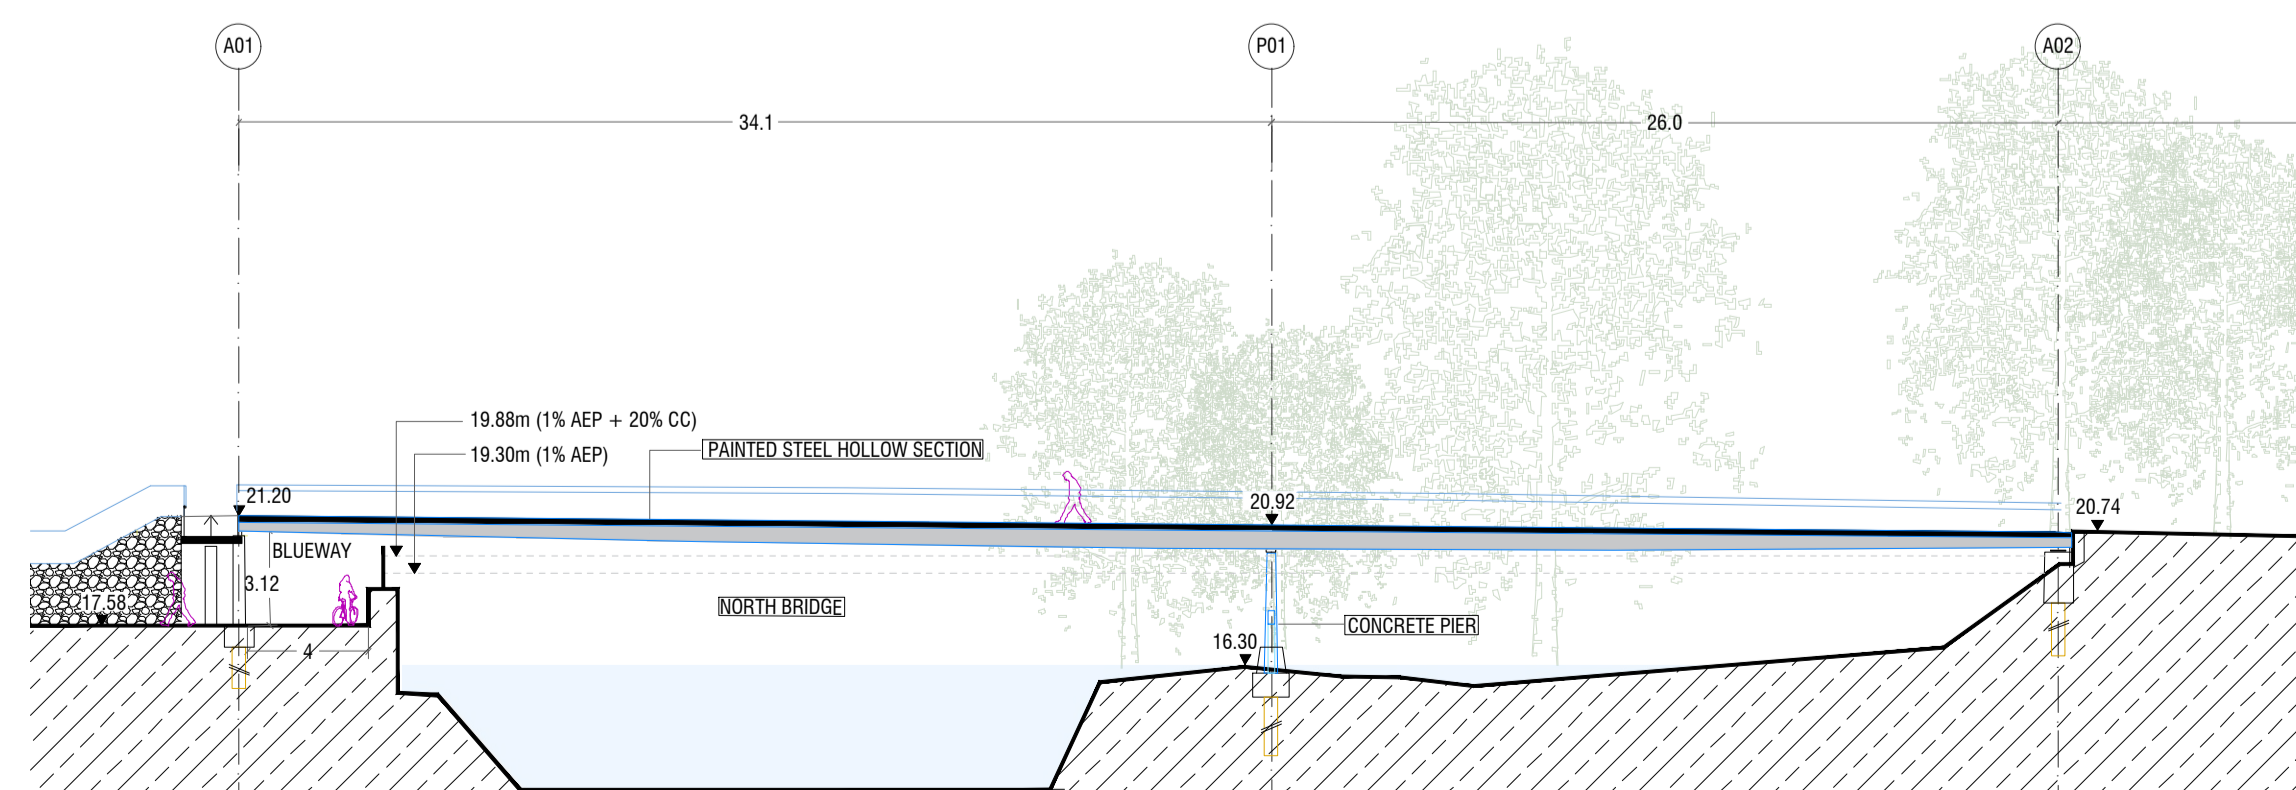 A01
P01
A02
34.1
26.0
19.88m (1% AEP + 20% CC)
PAINTED STEEL HOLLOW SECTION
19.30m (1% AEP)
21.20
20.92
20.74
BLUEWAY
3.12
17.58
NORTH BRIDGE
CONCRETE PIER
16.30
4